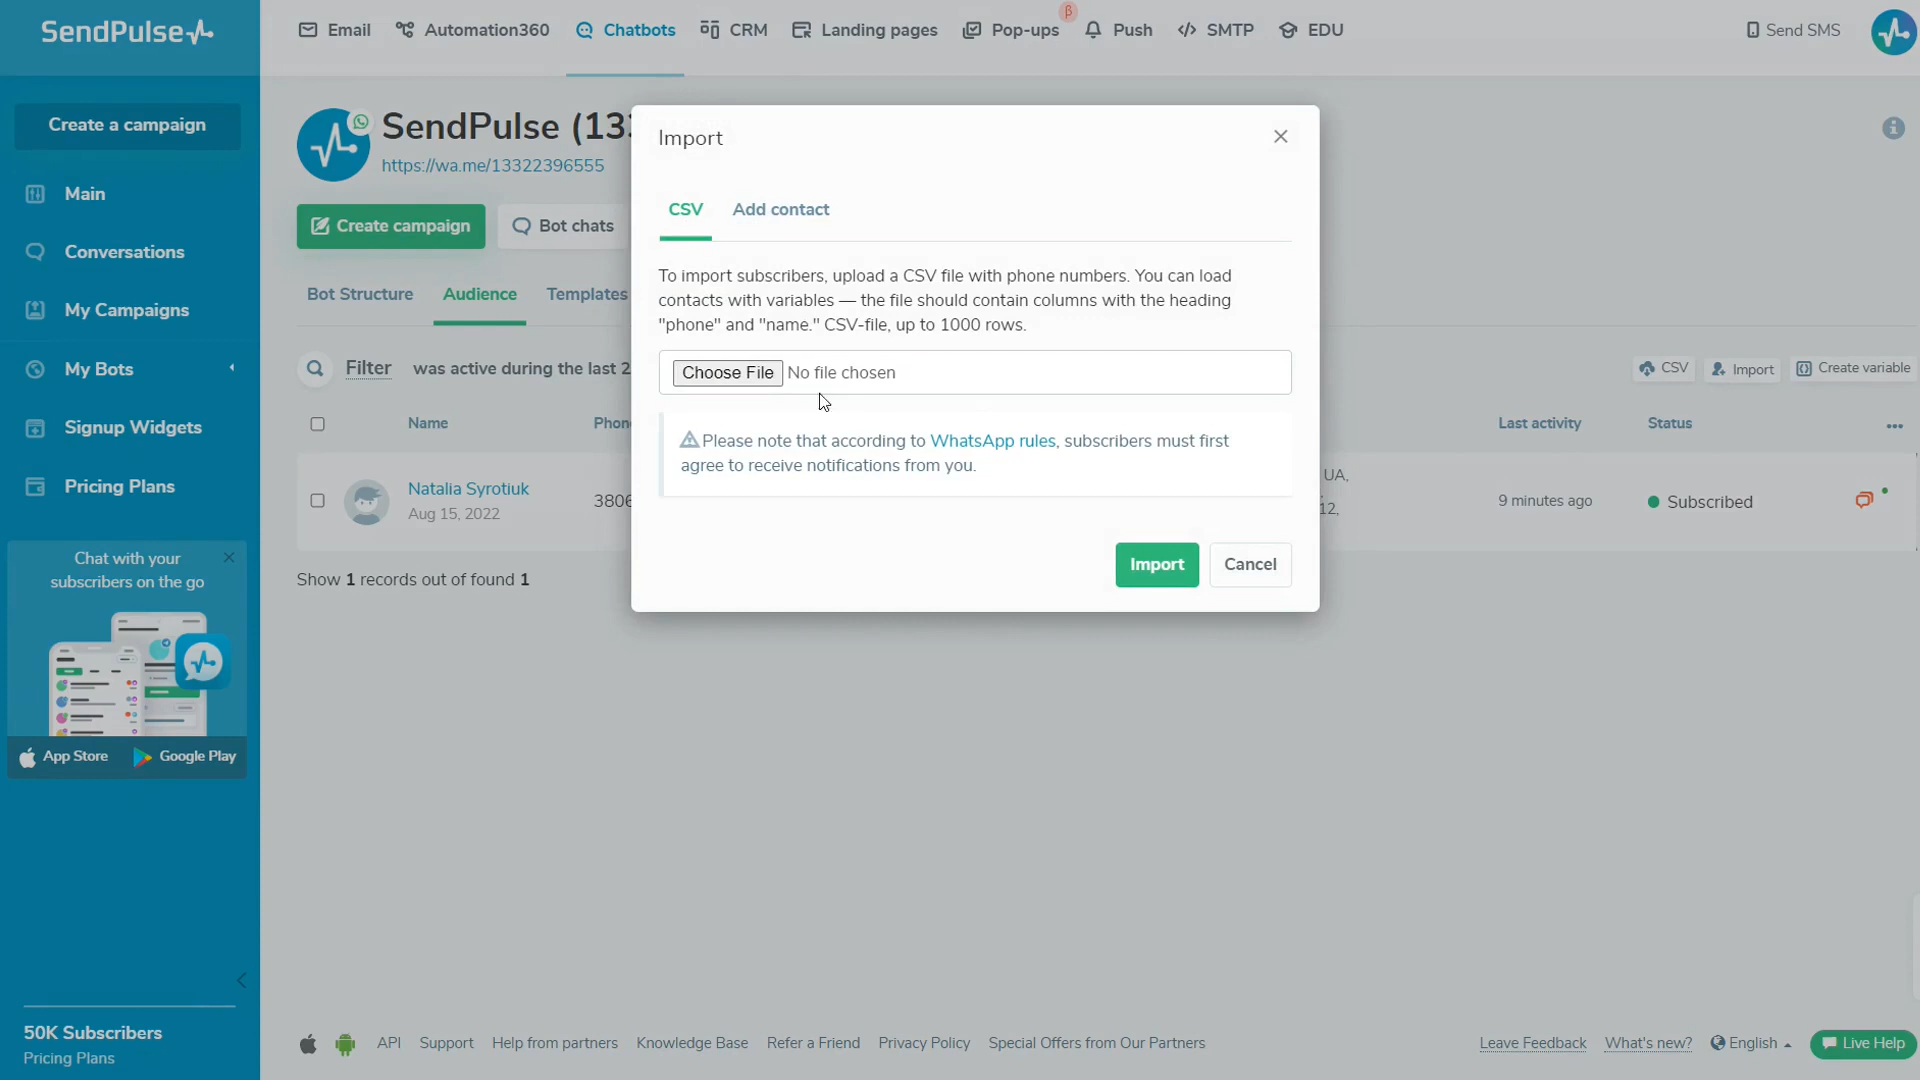 SendPulse
Email
Automation360
Chatbots
CRM
Landing pages
Pop-ups
β
Push
SMTP
EDU
Send SMS
Create a campaign
Main
Conversations
My Campaigns
My Bots
Signup Widgets
Pricing Plans
Chat with your
subscribers on the go
App Store
Google Play
50K Subscribers
Pricing Plans
SendPulse (13
https://wa.me/13322396555
Create campaign
Bot chats
Bot Structure
Audience
Templates
Filter
was active during the last 2
CSV
Import
Create variable
Name
Phon
Last activity
Status
Natalia Syrotiuk
Aug 15, 2022
3806
UA,
12,
9 minutes ago
Subscribed
Show 1 records out of found 1
Import
CSV
Add contact
To import subscribers, upload a CSV file with phone numbers. You can load
contacts with variables — the file should contain columns with the heading
"phone" and "name." CSV-file, up to 1000 rows.
Choose File No file chosen
Please note that according to WhatsApp rules, subscribers must first
agree to receive notifications from you.
Import
Cancel
API
Support
Help from partners
Knowledge Base
Refer a Friend
Privacy Policy
Special Offers from Our Partners
Leave Feedback
What's new?
English
Live Help